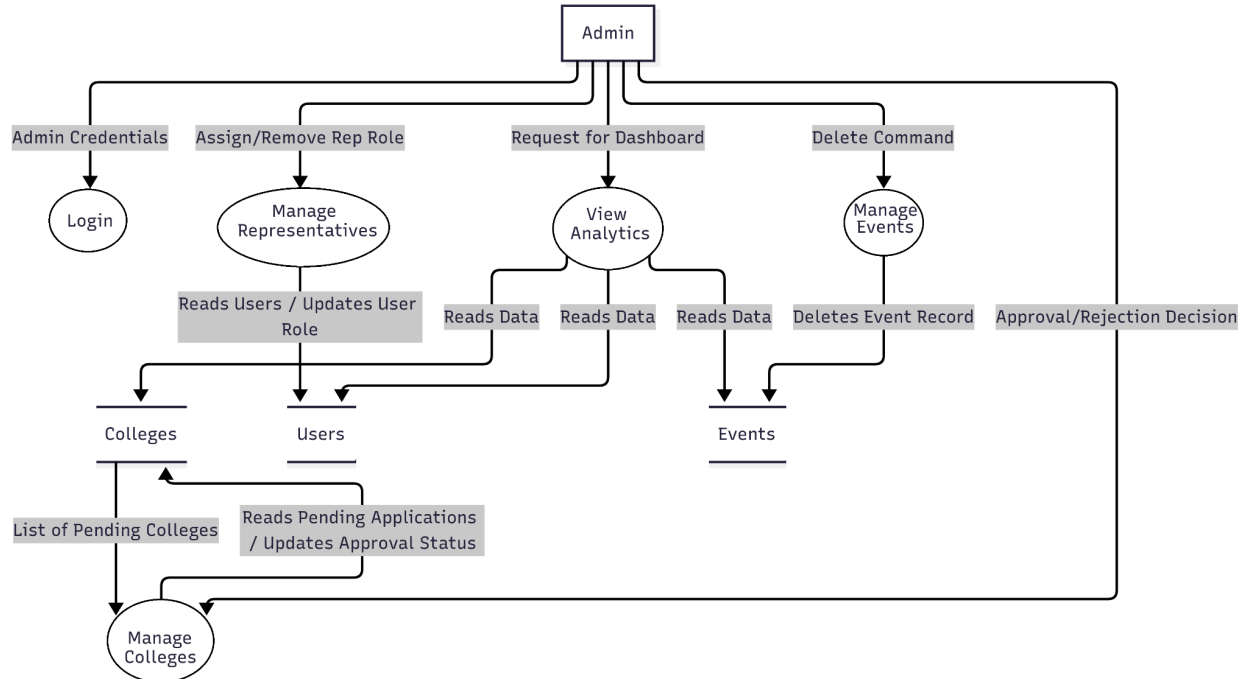 Admin
Admin Credentials
Assign/Remove Rep Role
Request for Dashboard
Delete Command
Login
Manage
Representatives
View
Analytics
Manage
Events
Reads Users / Updates User
Role
Reads Data
Reads Data
Reads Data
Deletes Event Record
Approval/Rejection Decision
Colleges
Users
Events
List of Pending Colleges
Reads Pending Applications
/ Updates Approval Status
Manage
Colleges